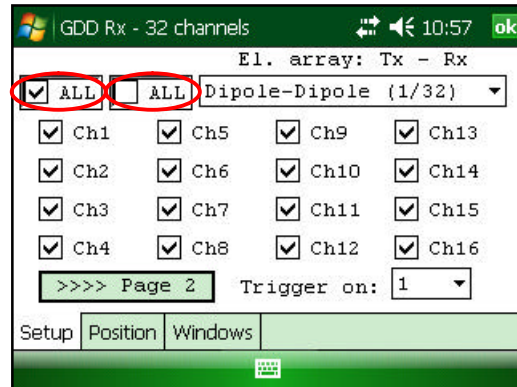 GDD Rx - 32 channels 10:57 ok
El. array: Tx - Rx
ALL ALL Dipole-Dipole (1/32)
Ch1 Ch5 Ch9 Ch13
Ch2 Ch6 Ch10 Ch14
Ch3 Ch7 Ch11 Ch15
Ch4 Ch8 Ch12 Ch16
>>>> Page 2 Trigger on: 1
Setup Position Windows